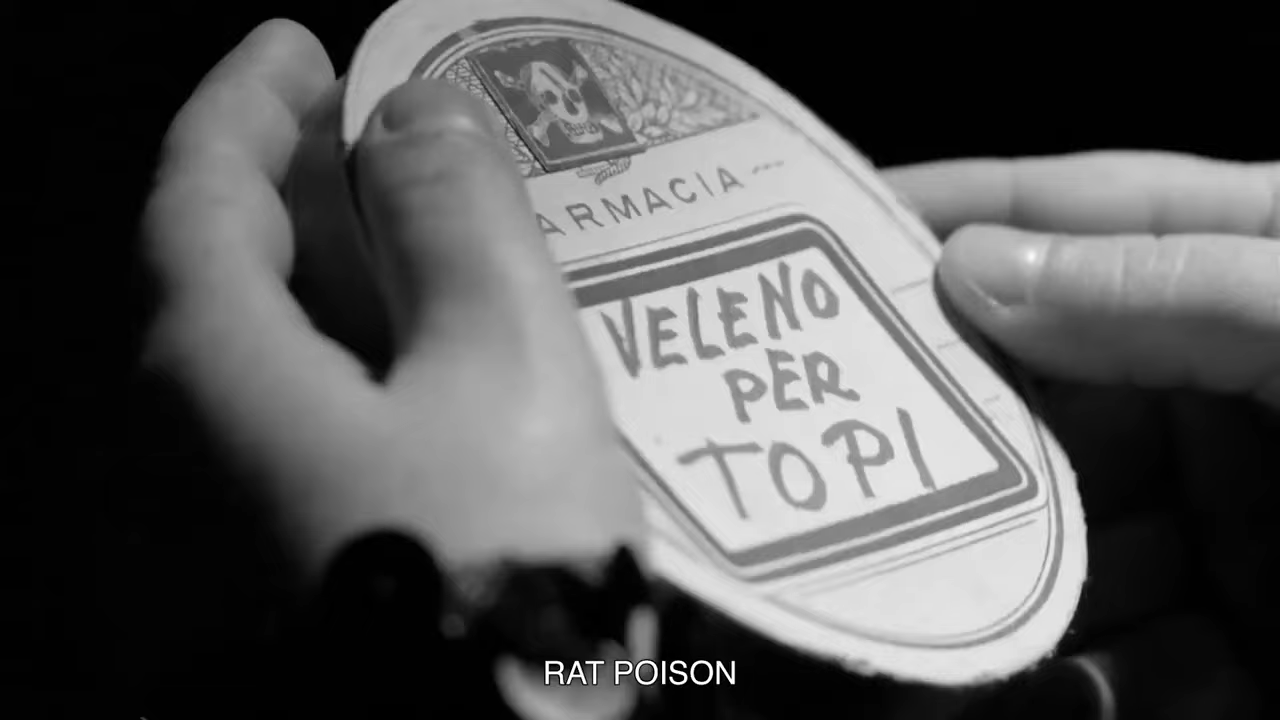 ARMACIA
VELENO
PER
TOPI
RAT POISON